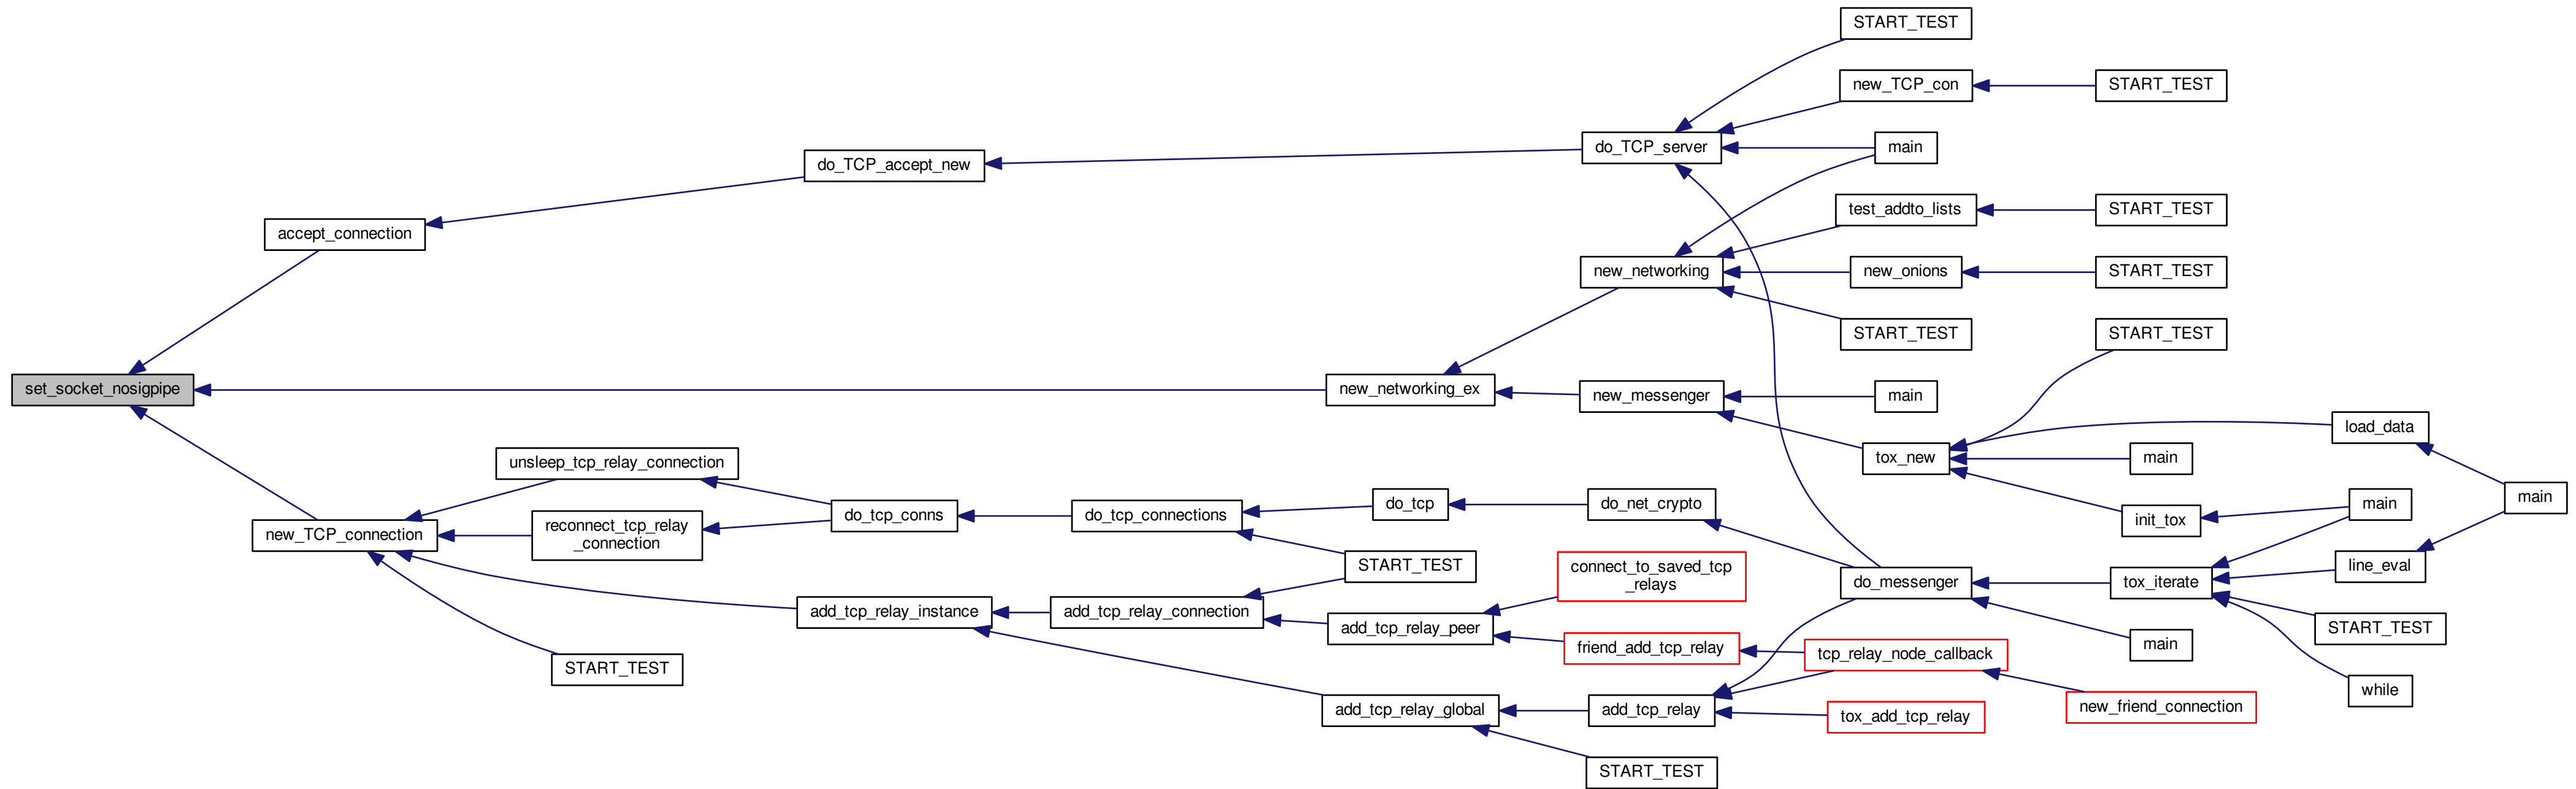 START_TEST
new_TCP_con
START_TEST
do_TCP_server
main
do_TCP_accept_new
test_addto_lists
START_TEST
accept_connection
new_networking
new_onions
START_TEST
START_TEST
START_TEST
set_socket_nosigpipe
new_networking_ex
new_messenger
main
load_data
tox_new
main
unsleep_tcp_relay_connection
main
do_tcp
do_net_crypto
main
do_tcp_conns
do_tcp_connections
init_tox
new_TCP_connection
reconnect_tcp_relay
_connection
START_TEST
line_eval
connect_to_saved_tcp
_relays
do_messenger
tox_iterate
add_tcp_relay_instance
add_tcp_relay_connection
add_tcp_relay_peer
START_TEST
friend_add_tcp_relay
main
tcp_relay_node_callback
START_TEST
while
add_tcp_relay_global
add_tcp_relay
new_friend_connection
tox_add_tcp_relay
START_TEST